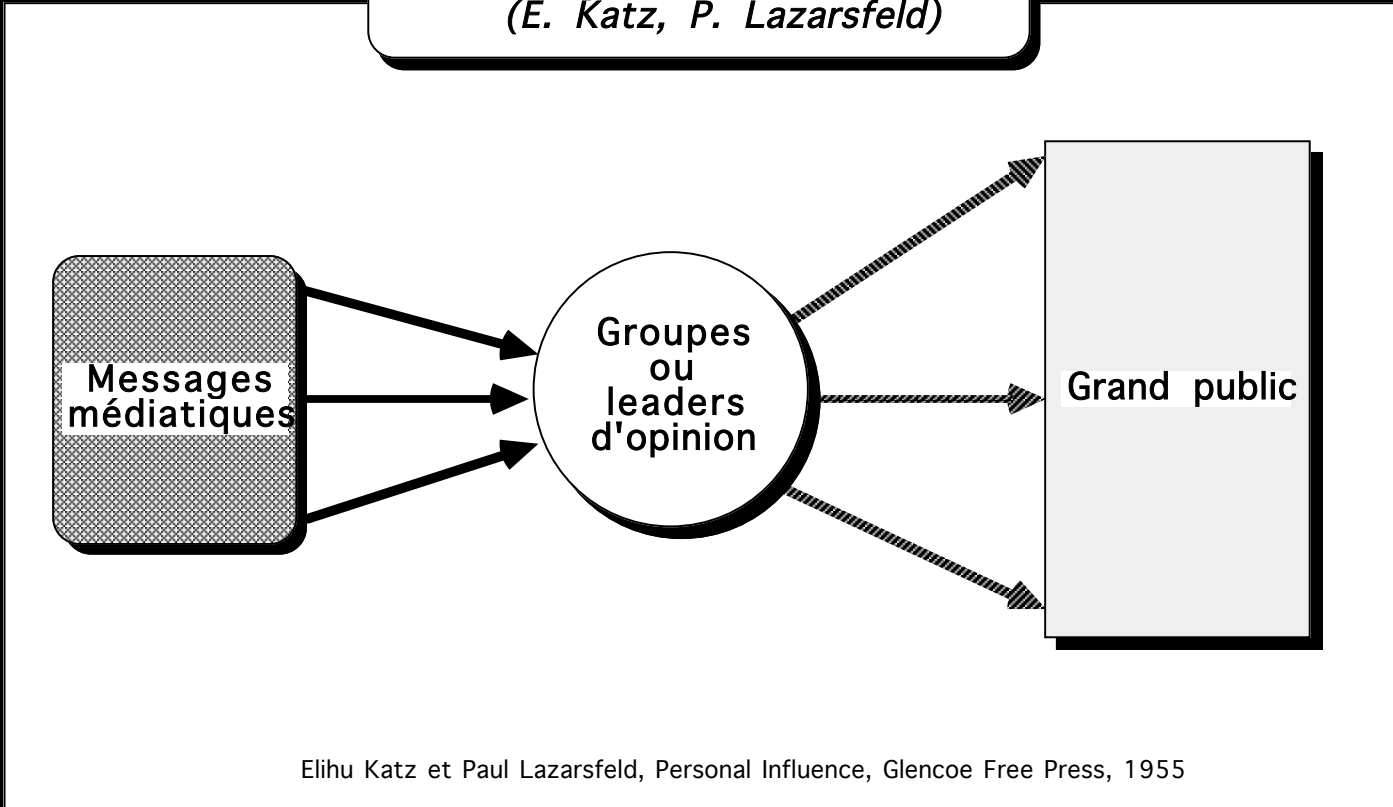 (E. Katz, P. Lazarsfeld)
Messages
médiatiques
Groupes
ou
leaders
d'opinion
Grand public
Elihu Katz et Paul Lazarsfeld, Personal Influence, Glencoe Free Press, 1955